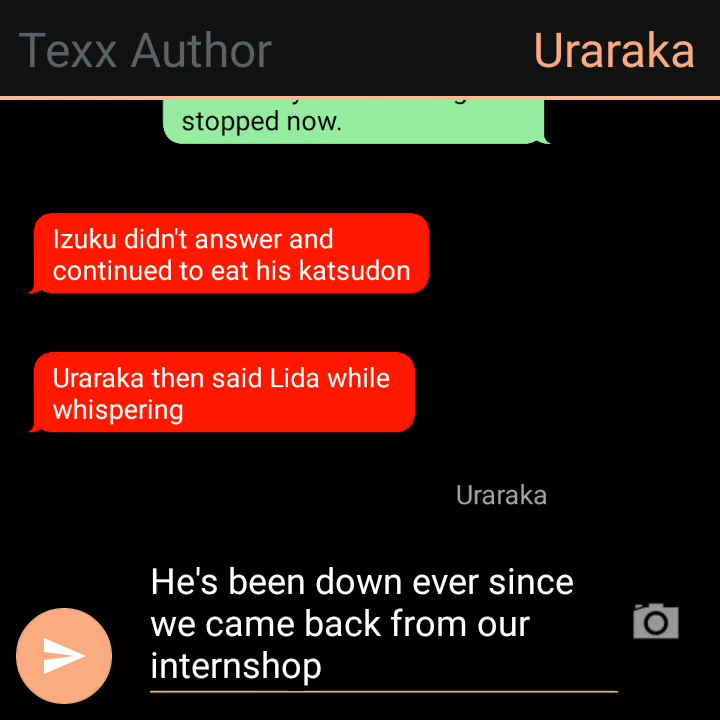 Texx Author
Uraraka
stopped now.
Izuku didn't answer and
continued to eat his katsudon
Uraraka then said Lida while
whispering
Uraraka
He's been down ever since
we came back from our
internshop